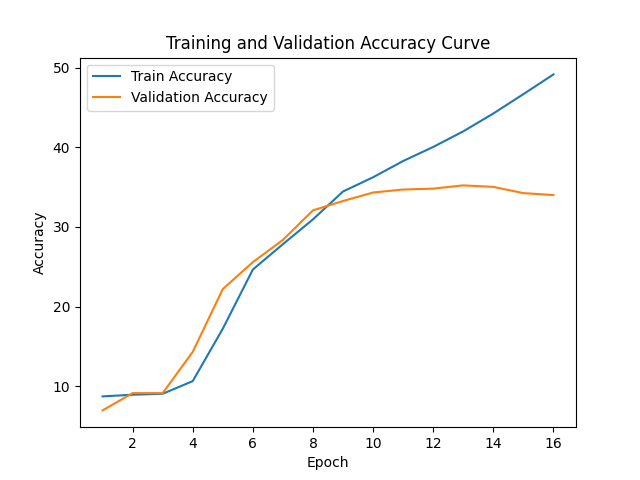 Training and Validation Accuracy Curve
Train Accuracy
Validation Accuracy
50
40
30
20
10
Accuracy
2 4 6 8 10 12 14 16
Epoch